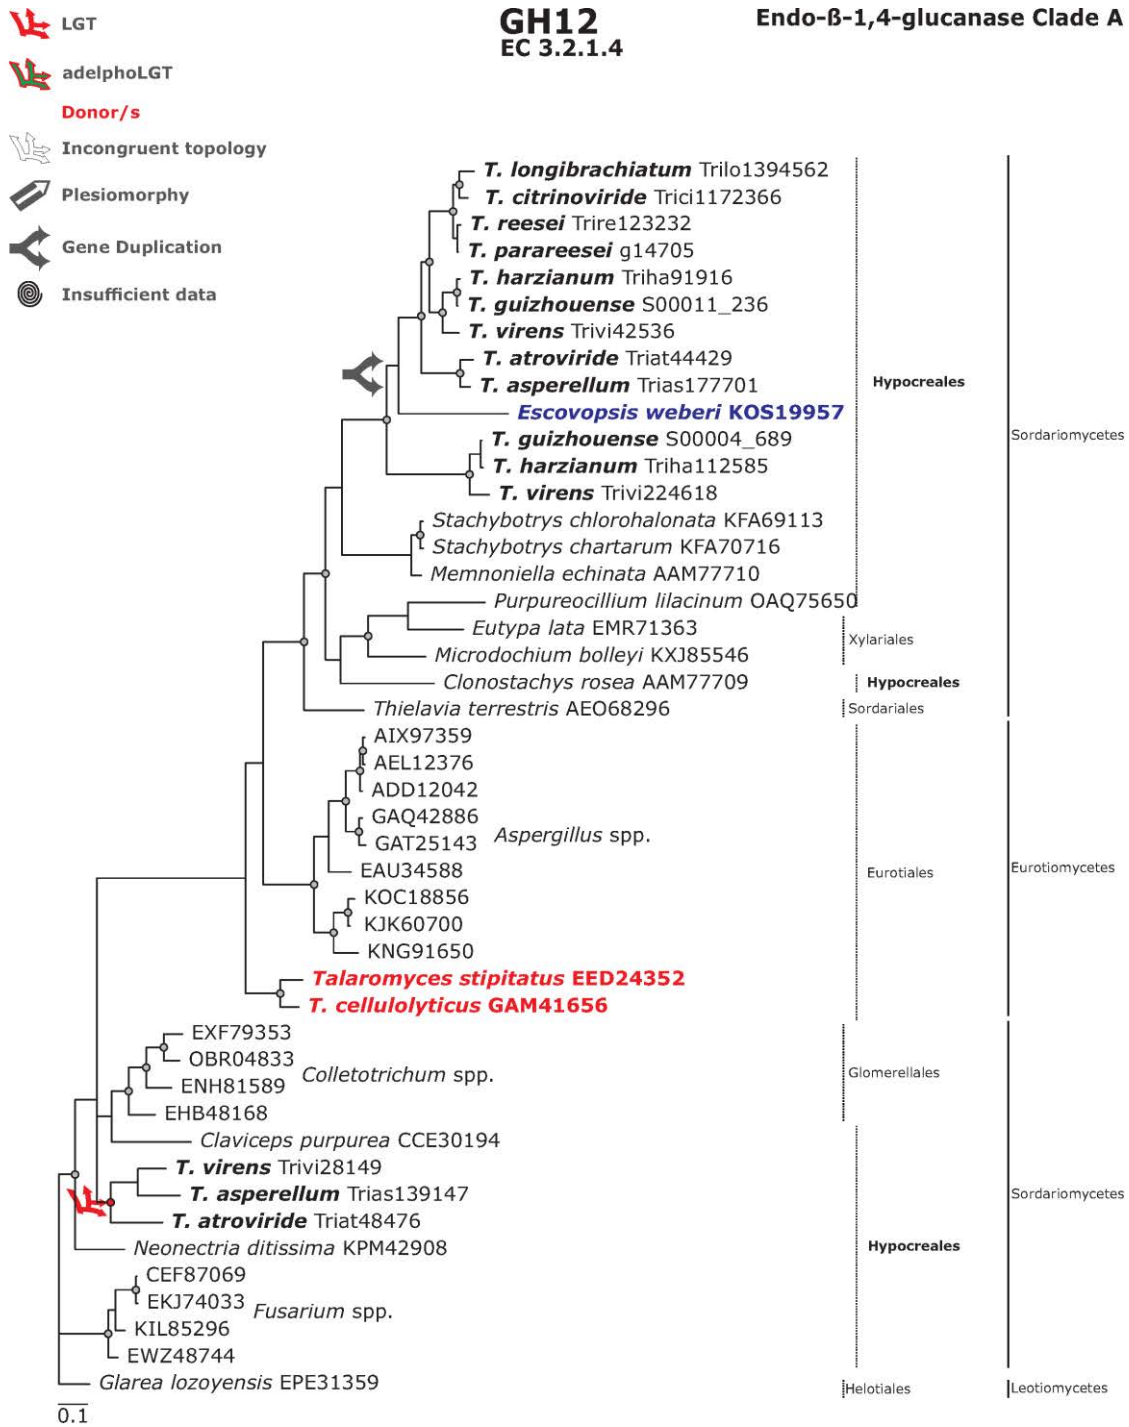 LGT
adelphoLGT
Donor/s
Incongruent topology
Plesiomorphy
Gene Duplication
Insufficient data
GH12
EC 3.2.1.4
Endo-ß-1,4-glucanase Clade A
T. longibrachiatum Trilo1394562
T. citrinoviride Trici1172366
T. reesei Trire123232
T. parareesei g14705
T. harzianum Triha91916
T. guizhouense S00011_236
T. virens Trivi42536
T. atroviride Triat44429
T. asperellum Trias177701
Hypocreales
Escovopsis weberi KOS19957
Sordariomycetes
T. guizhouense S00004_689
T. harzianum Triha112585
T. virens Trivi224618
Stachybotrys chlorohalonata KFA69113
Stachybotrys chartarum KFA70716
Memnoniella echinata AAM77710
Purpureocillium lilacinum OAQ75650
Eutypa lata EMR71363
Xylariales
Microdochium bolleyi KXJ85546
Clonostachys rosea AAM77709
Hypocreales
Thielavia terrestris AEO68296
Sordariales
AIX97359
AEL12376
ADD12042
GAQ42886
Aspergillus spp.
GAT25143
EAU34588
Eurotiales
Eurotiomycetes
KOC18856
KJK60700
KNG91650
Talaromyces stipitatus EED24352
T. cellulolyticus GAM41656
EXF79353
OBR04833
Colletotrichum spp.
Glomerellales
ENH81589
EHB48168
Claviceps purpurea CCE30194
T. virens Trivi28149
T. asperellum Trias139147
Sordariomycetes
T. atroviride Triat48476
Neonectria ditissima KPM42908
Hypocreales
CEF87069
EKJ74033
Fusarium spp.
KIL85296
EWZ48744
Glarea lozoyensis EPE31359
Helotiales
Leotiomycetes
0.1